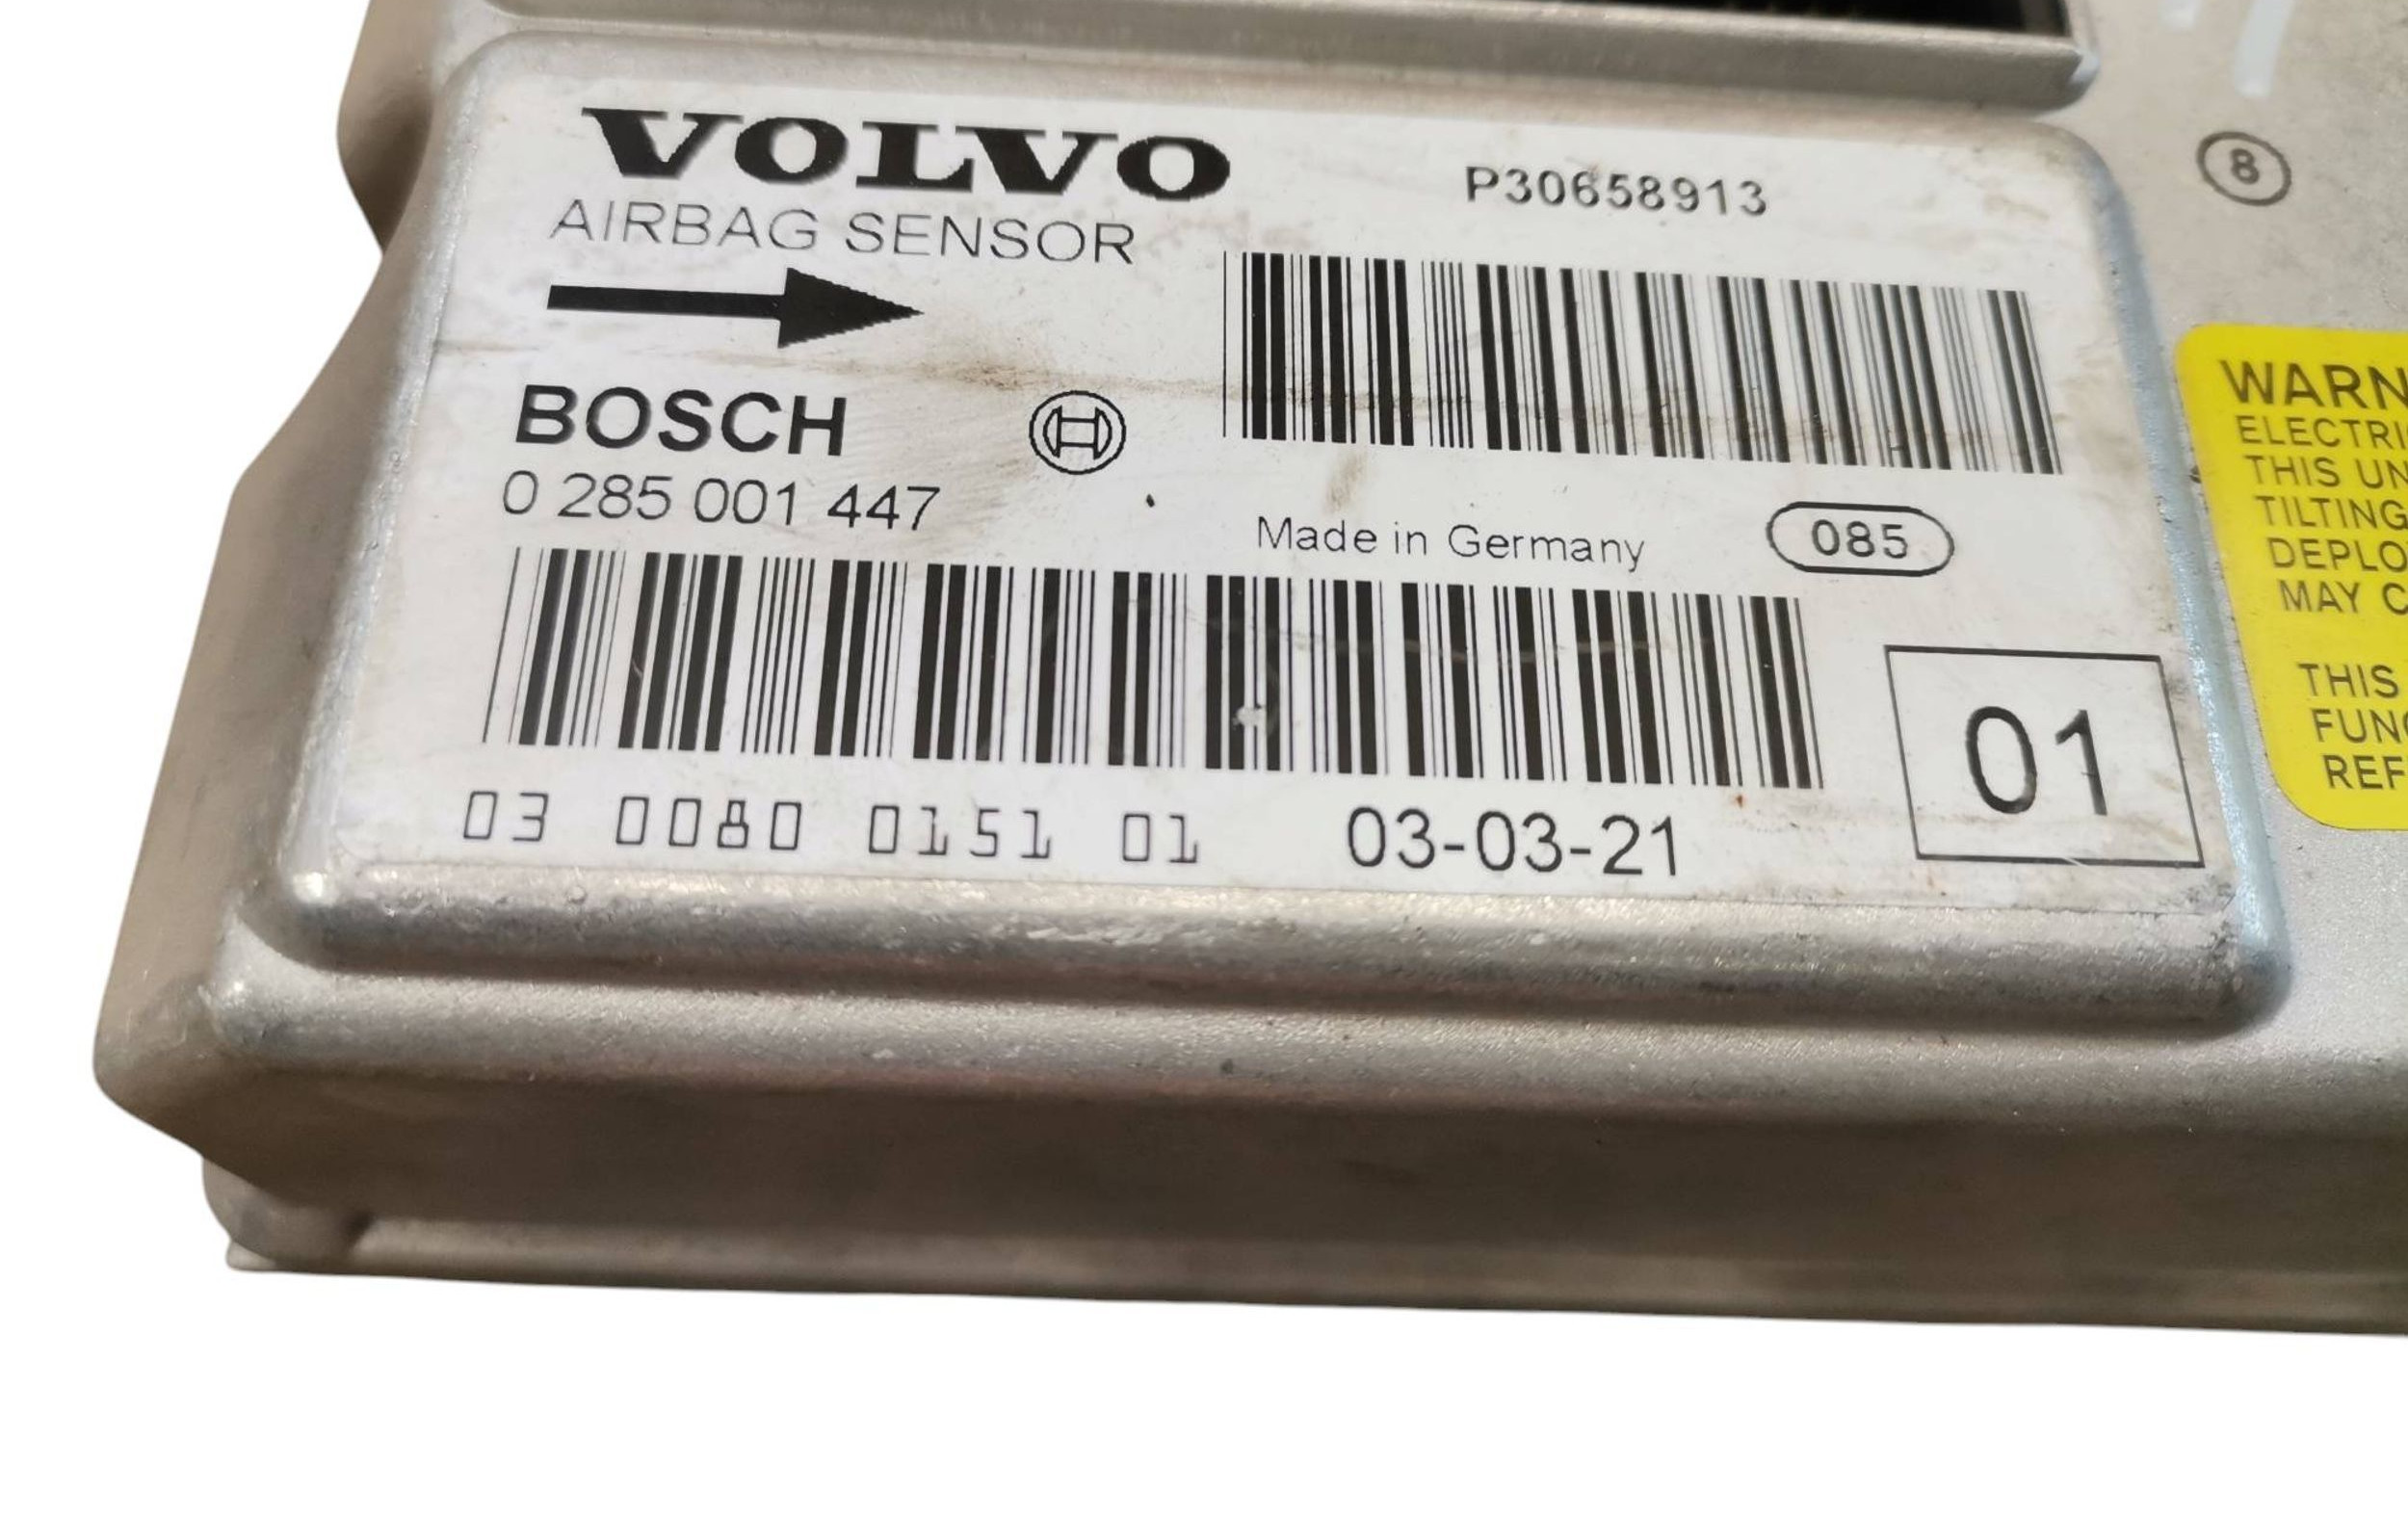 VOLVO
P30658913
AIRBAG SENSOR
BOSCH
0 285 001 447
Made in Germany
085
01
03 0080 0151 01
03-03-21
8
WARN
ELECTRI
THIS UN
TILTING
DEPLO
MAY C
THIS
FUNC
REF